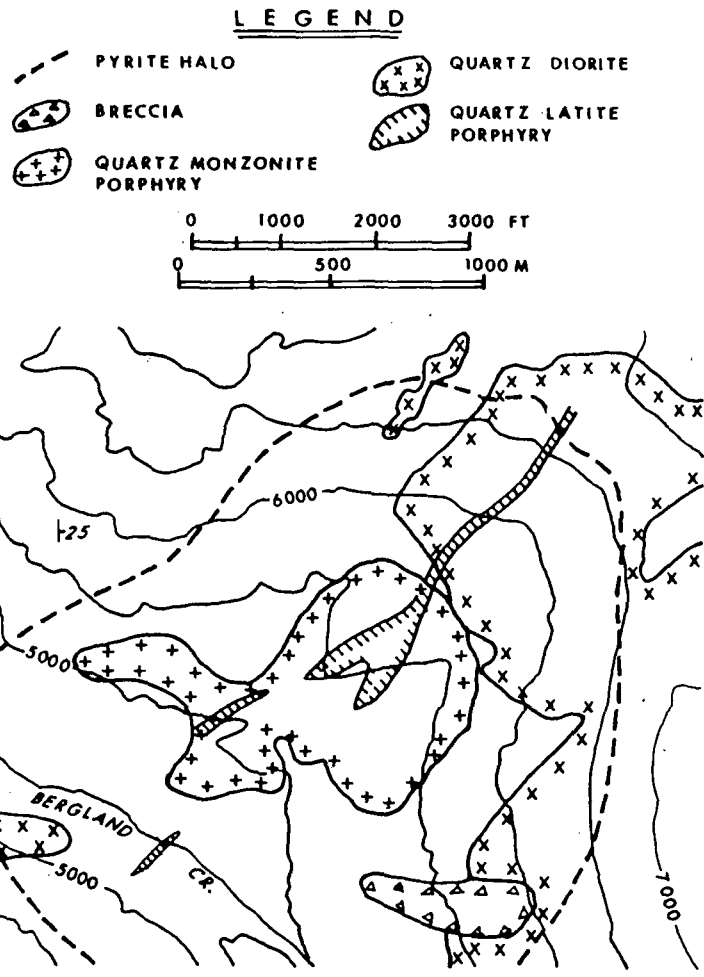 LEGEND
PYRITE HALO
BRECCIA
QUARTZ MONZONITE
PORPHYRY
QUARTZ DIORITE
QUARTZ LATITE
PORPHYRY
0 1000 2000 3000 FT
0 500 1000 M
6000
25
5000
BERGLAND
CR.
5000
7000